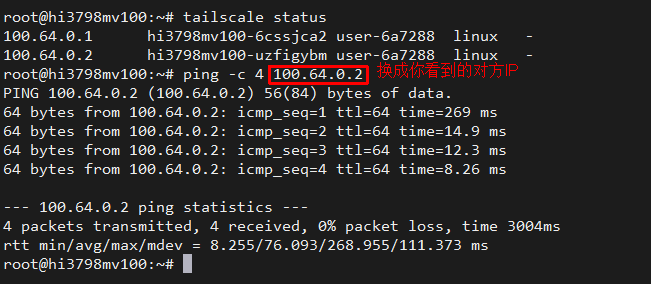 root@hi3798mv100:~# tailscale status
100.64.0.1 hi3798mv100-6cssjca2 user-6a7288 linux -
100.64.0.2 hi3798mv100-uzfigybm user-6a7288 linux -
root@hi3798mv100:~# ping -c 4 100.64.0.2 换成你看到的对方IP
PING 100.64.0.2 (100.64.0.2) 56(84) bytes of data.
64 bytes from 100.64.0.2: icmp_seq=1 ttl=64 time=269 ms
64 bytes from 100.64.0.2: icmp_seq=2 ttl=64 time=14.9 ms
64 bytes from 100.64.0.2: icmp_seq=3 ttl=64 time=12.3 ms
64 bytes from 100.64.0.2: icmp_seq=4 ttl=64 time=8.26 ms
--- 100.64.0.2 ping statistics ---
4 packets transmitted, 4 received, 0% packet loss, time 3004ms
rtt min/avg/max/mdev = 8.255/76.093/268.955/111.373 ms
root@hi3798mv100:~#